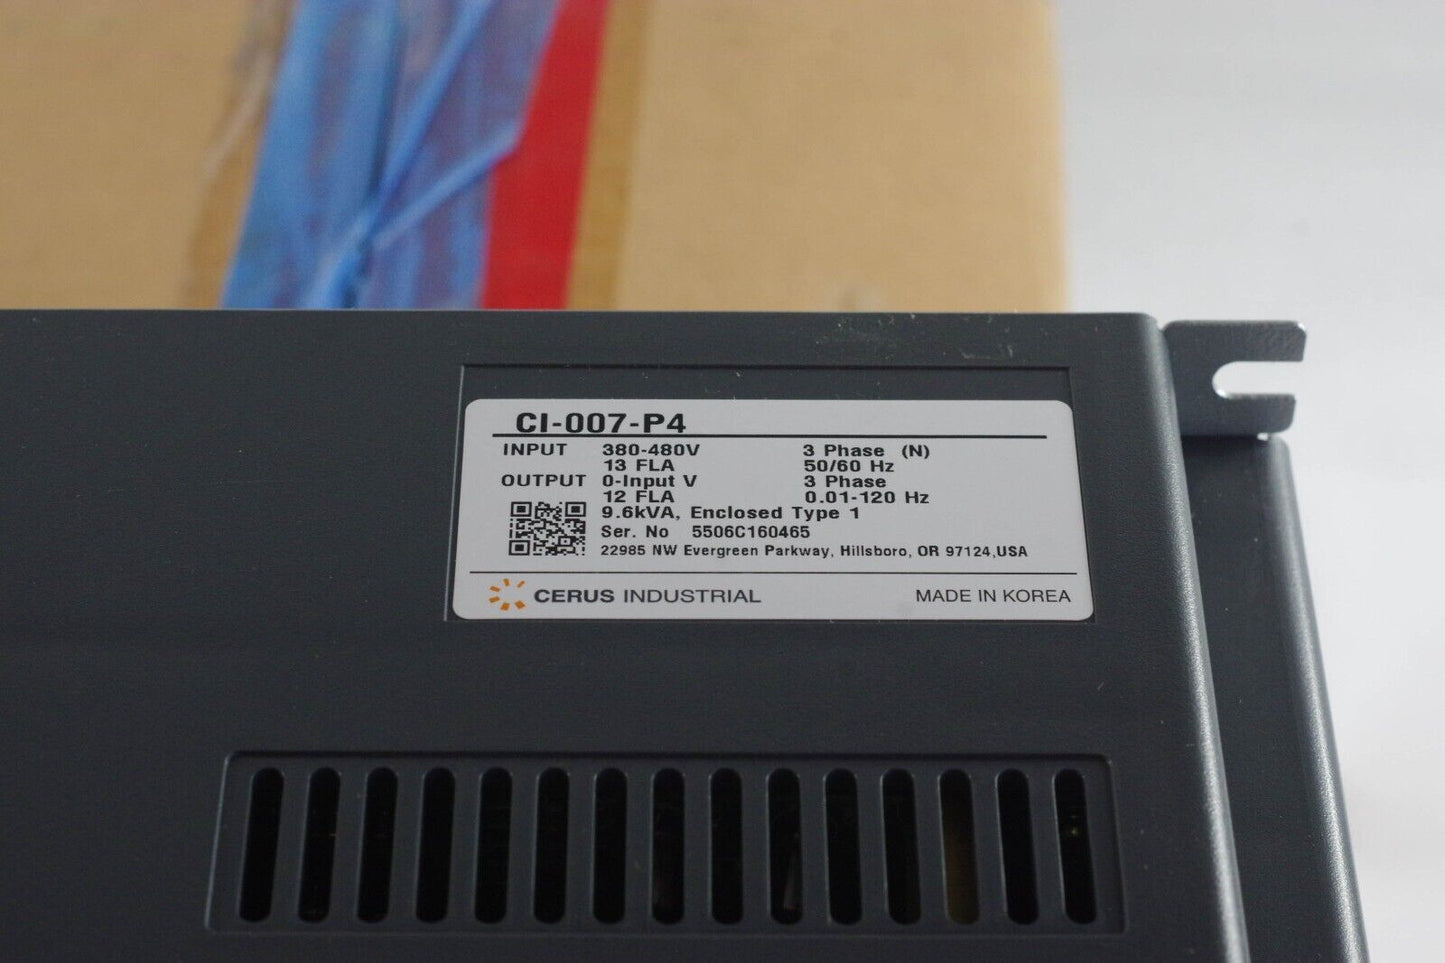 CI-007-P4
INPUT 380-480V 3 Phase (N)
13 FLA 50/60 Hz
OUTPUT 0-Input V 3 Phase
12 FLA 0.01-120 Hz
9.6kVA, Enclosed Type 1
Ser. No 5506C160465
22985 NW Evergreen Parkway, Hillsboro, OR 97124,USA
CERUS INDUSTRIAL MADE IN KOREA